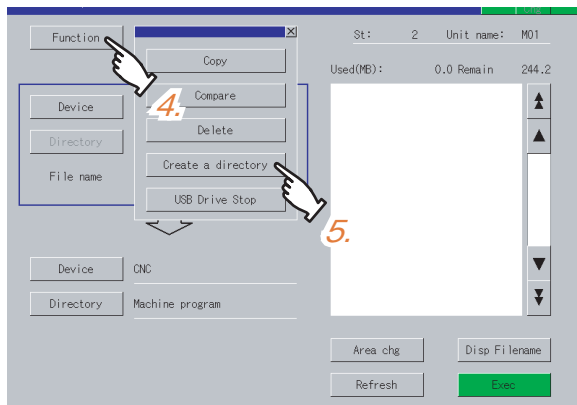 Chg
Function
St: 2 Unit name: M01
Copy
Used(MB): 0.0 Remain 244.2
Compare
4.
Device
Delete
Directory
Create a directory
File name
USB Drive Stop
5.
Device CNC
Directory Machine program
Area chg Disp Filename
Refresh Exec